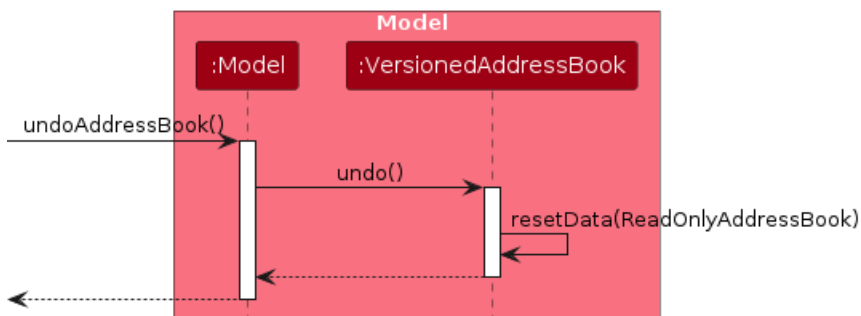 Model
:Model
:VersionedAddressBook
undoAddressBook()
undo()
resetData(ReadOnlyAddressBook)